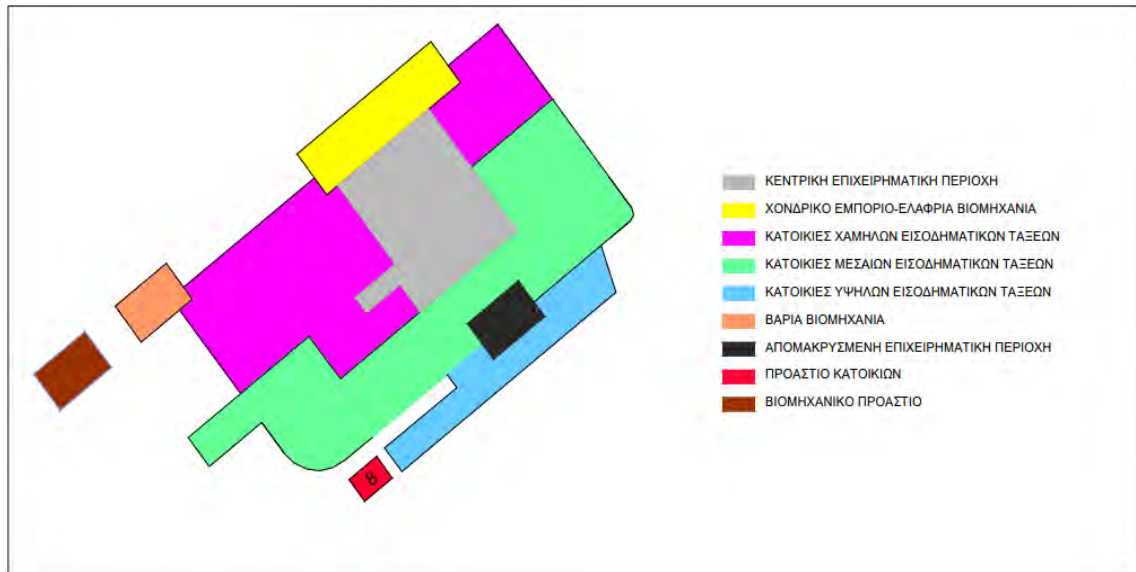 ΚΕΝΤΡΙΚΗ ΕΠΙΧΕΙΡΗΜΑΤΙΚΗ ΠΕΡΙΟΧΗ
ΧΟΝΔΡΙΚΟ ΕΜΠΟΡΙΟ-ΕΛΑΦΡΙΑ ΒΙΟΜΗΧΑΝΙΑ
ΚΑΤΟΙΚΙΕΣ ΧΑΜΗΛΩΝ ΕΙΣΟΔΗΜΑΤΙΚΩΝ ΤΑΞΕΩΝ
ΚΑΤΟΙΚΙΕΣ ΜΕΣΑΙΩΝ ΕΙΣΟΔΗΜΑΤΙΚΩΝ ΤΑΞΕΩΝ
ΚΑΤΟΙΚΙΕΣ ΥΨΗΛΩΝ ΕΙΣΟΔΗΜΑΤΙΚΩΝ ΤΑΞΕΩΝ
ΒΑΡΙΑ ΒΙΟΜΗΧΑΝΙΑ
ΑΠΟΜΑΚΡΥΣΜΕΝΗ ΕΠΙΧΕΙΡΗΜΑΤΙΚΗ ΠΕΡΙΟΧΗ
ΠΡΟΑΣΤΙΟ ΚΑΤΟΙΚΙΩΝ
ΒΙΟΜΗΧΑΝΙΚΟ ΠΡΟΑΣΤΙΟ
8